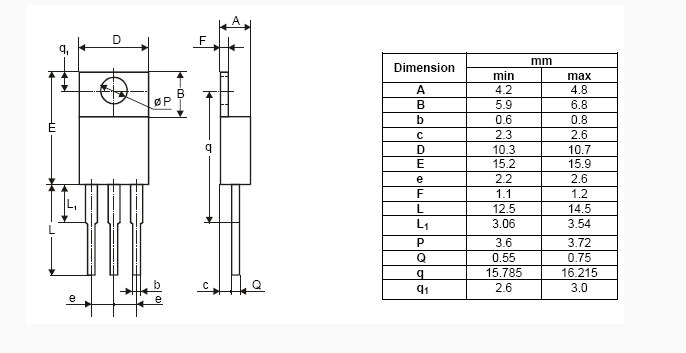 A
D
F
q1
øP
B
E
q
L1
L
b
c
Q
e
e
Dimension mm
min max
A 4.2 4.8
B 5.9 6.8
b 0.6 0.8
c 2.3 2.6
D 10.3 10.7
E 15.2 15.9
e 2.2 2.6
F 1.1 1.2
L 12.5 14.5
L1 3.06 3.54
P 3.6 3.72
Q 0.55 0.75
q 15.785 16.215
q1 2.6 3.0